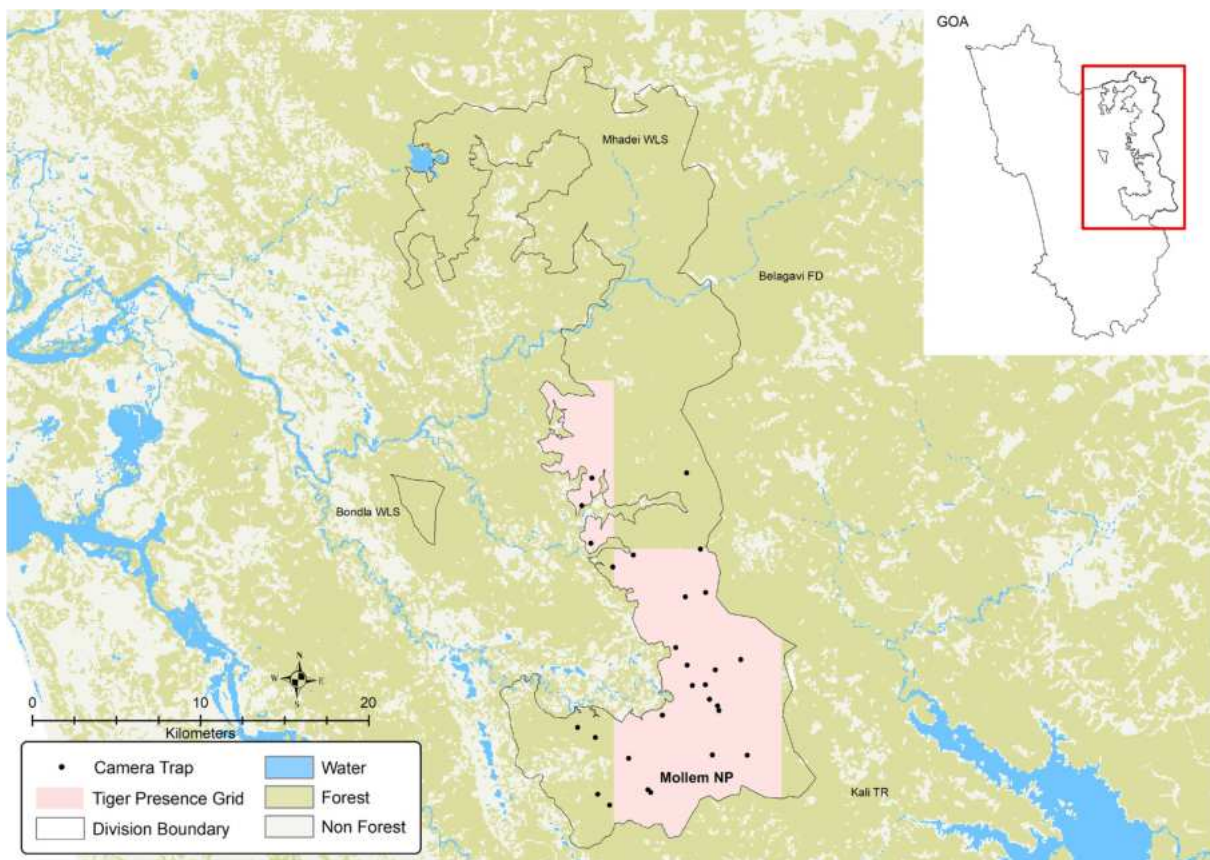 GOA
Mhadei WLS
Belagavi FD
Bondla WLS
N
W E
S
0 10 20
Kilometers
Mollem NP
Kali TR
Camera Trap
Tiger Presence Grid
Division Boundary
Water
Forest
Non Forest